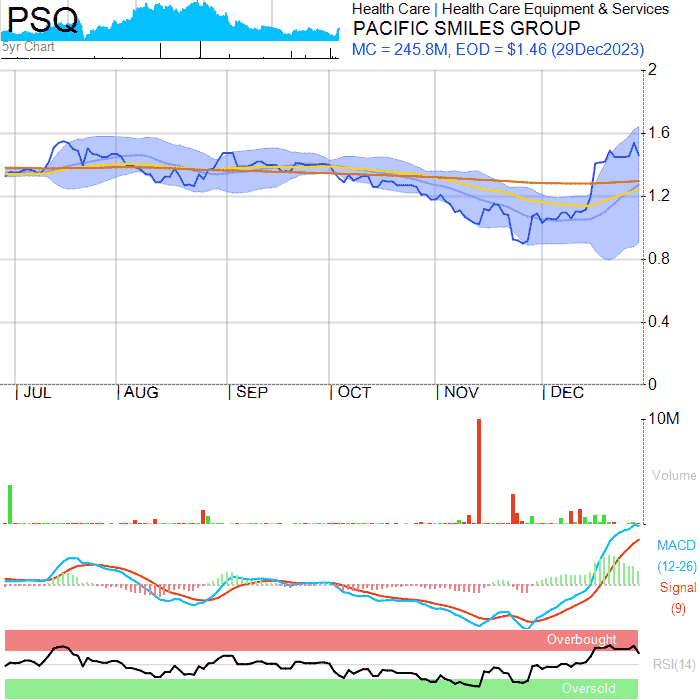 PSQ
5yr Chart
Health Care | Health Care Equipment & Services
PACIFIC SMILES GROUP
MC = 245.8M, EOD = $1.46 (29Dec2023)
2
1.6
1.2
0.8
0.4
0
JUL AUG SEP OCT NOV DEC
10M
Volume
MACD
(12-26)
Signal
(9)
Overbought
RSI(14)
Oversold